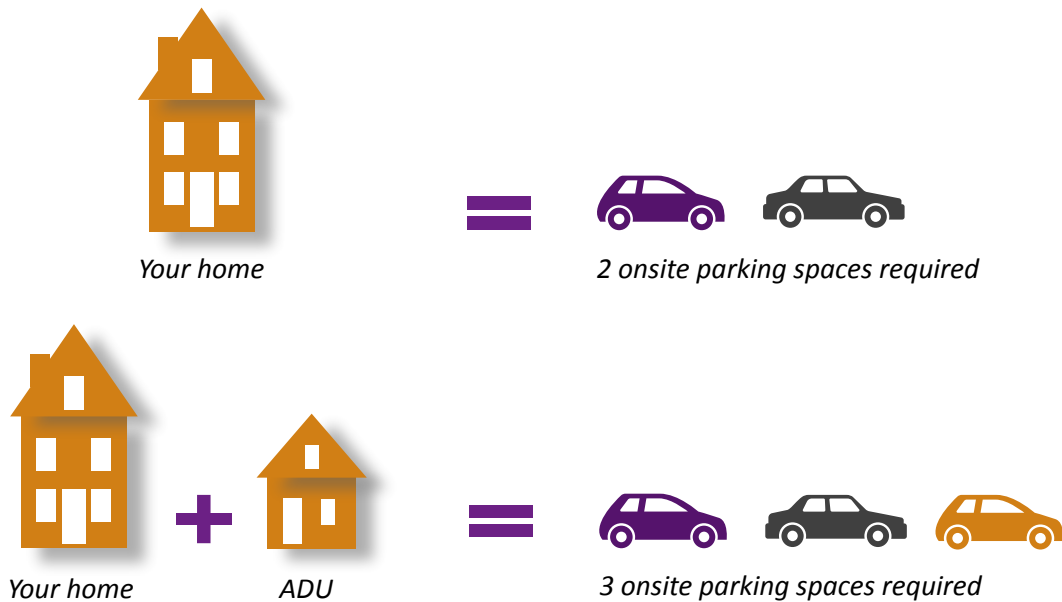 Your home
2 onsite parking spaces required
Your home
ADU
3 onsite parking spaces required